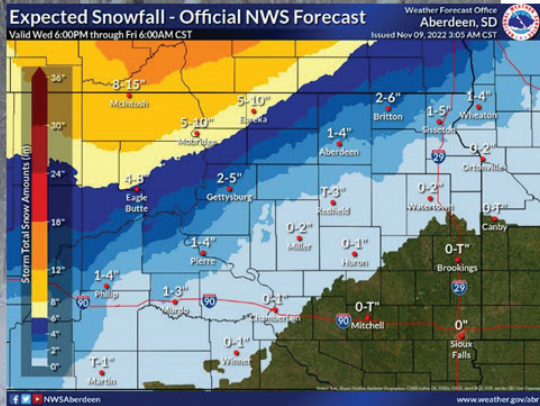 Expected Snowfall - Official NWS Forecast
Valid Wed 6:00PM through Fri 6:00AM CST
Weather Forecast Office
Aberdeen, SD
Issued Nov 09, 2022 3:05 AM CST
Storm Total Snow Amounts (in)
36"
30"
24"
18"
12"
8"
6"
4"
2"
0"
8-15"
McIntosh
5-10"
Eureka
5-10"
Mobridge
2-6"
Britton
1-5"
Sisseton
1-4"
Wheaton
1-4"
Aberdeen
0-2"
Ortonville
29
4-8"
Eagle
Butte
2-5"
Gettysburg
T-3"
Redfield
0-2"
Watertown
0-T"
Canby
0-2"
Miller
1-4"
Pierre
0-1"
Huron
0-T"
Brookings
1-4"
Philip
1-3"
Murdo
0-1"
Chamberlain
0-T"
Mitchell
29
90
90
90
0"
Sioux
Falls
0-1"
Winner
T-1"
Martin
NWSAberdeen
www.weather.gov/abr